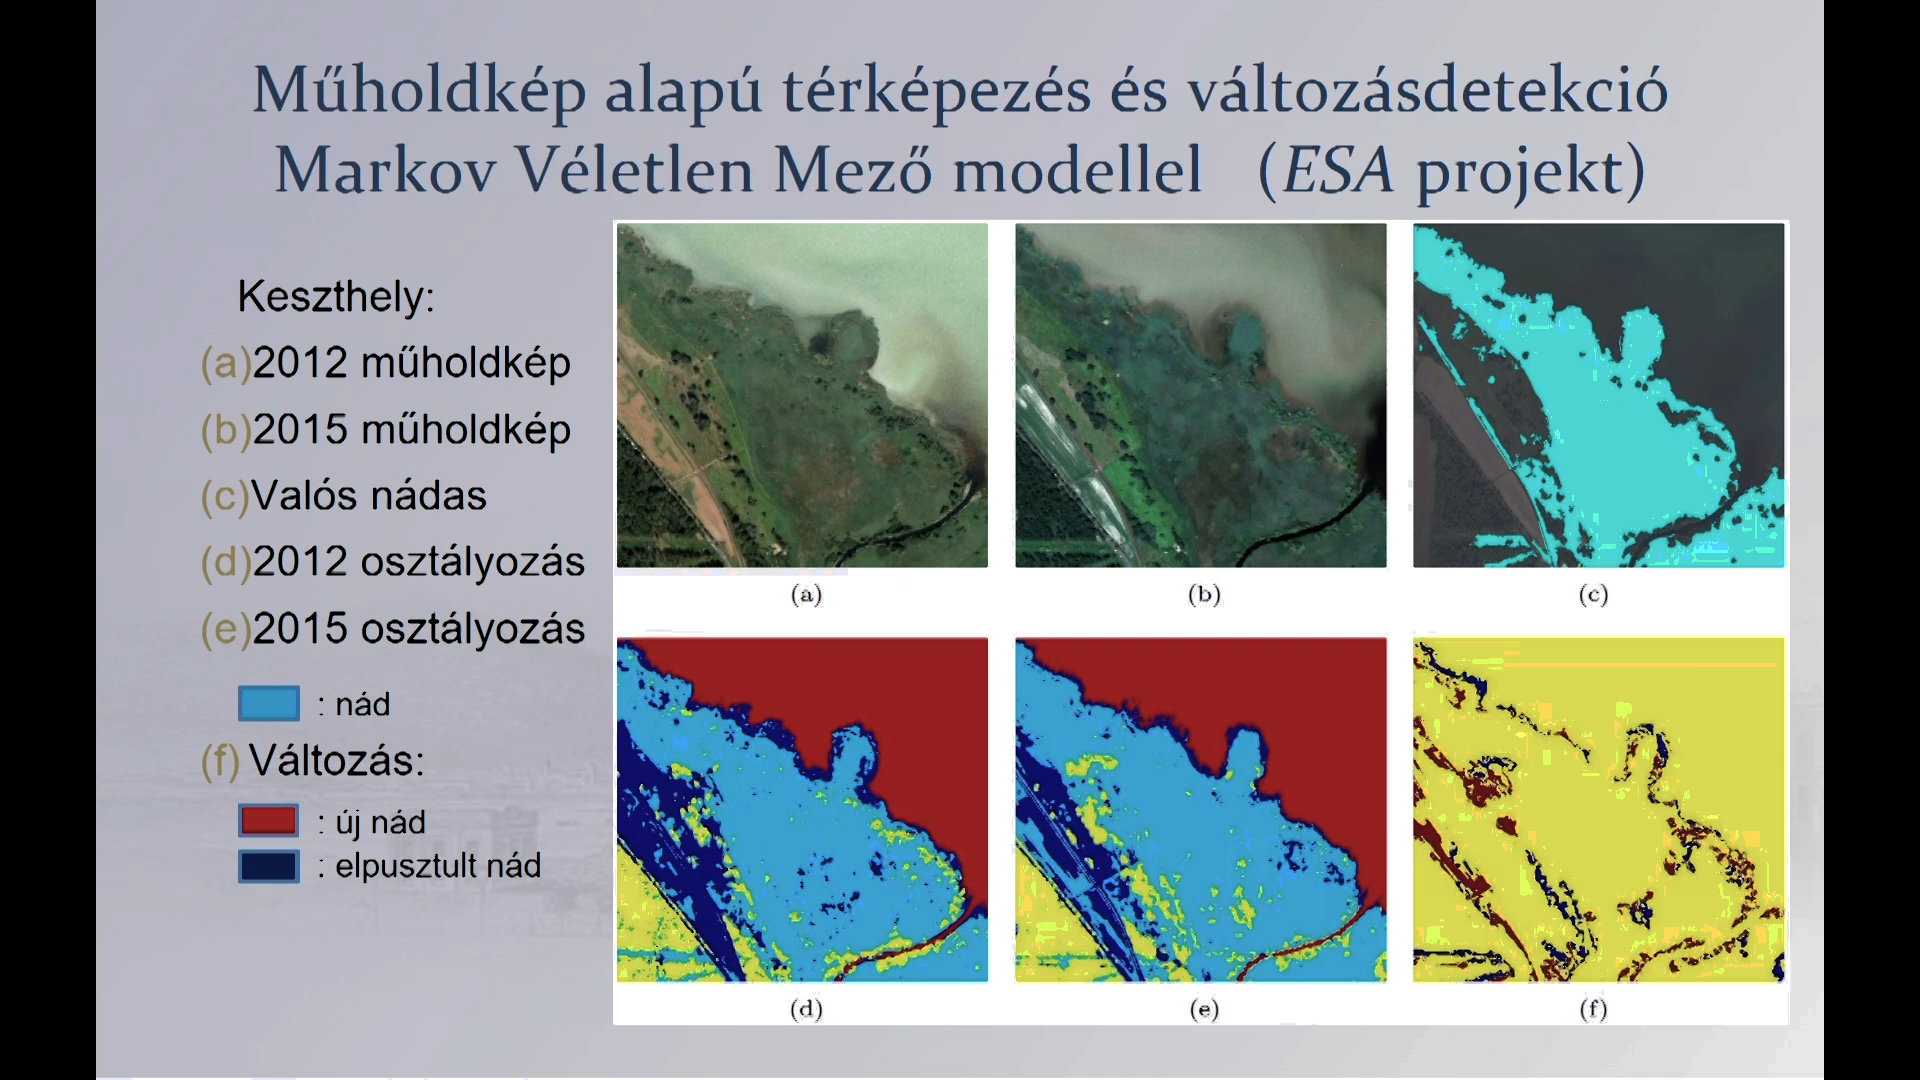 Műholdkép alapú térképezés és változásdetekció
Markov Véletlen Mező modellel (ESA projekt)
Keszthely:
(a)2012 műholdkép
(b)2015 műholdkép
(c)Valós nádas
(d)2012 osztályozás
(e)2015 osztályozás
: nád
(f) Változás:
: új nád
: elpusztult nád
(a)
(b)
(c)
(d)
(e)
(f)